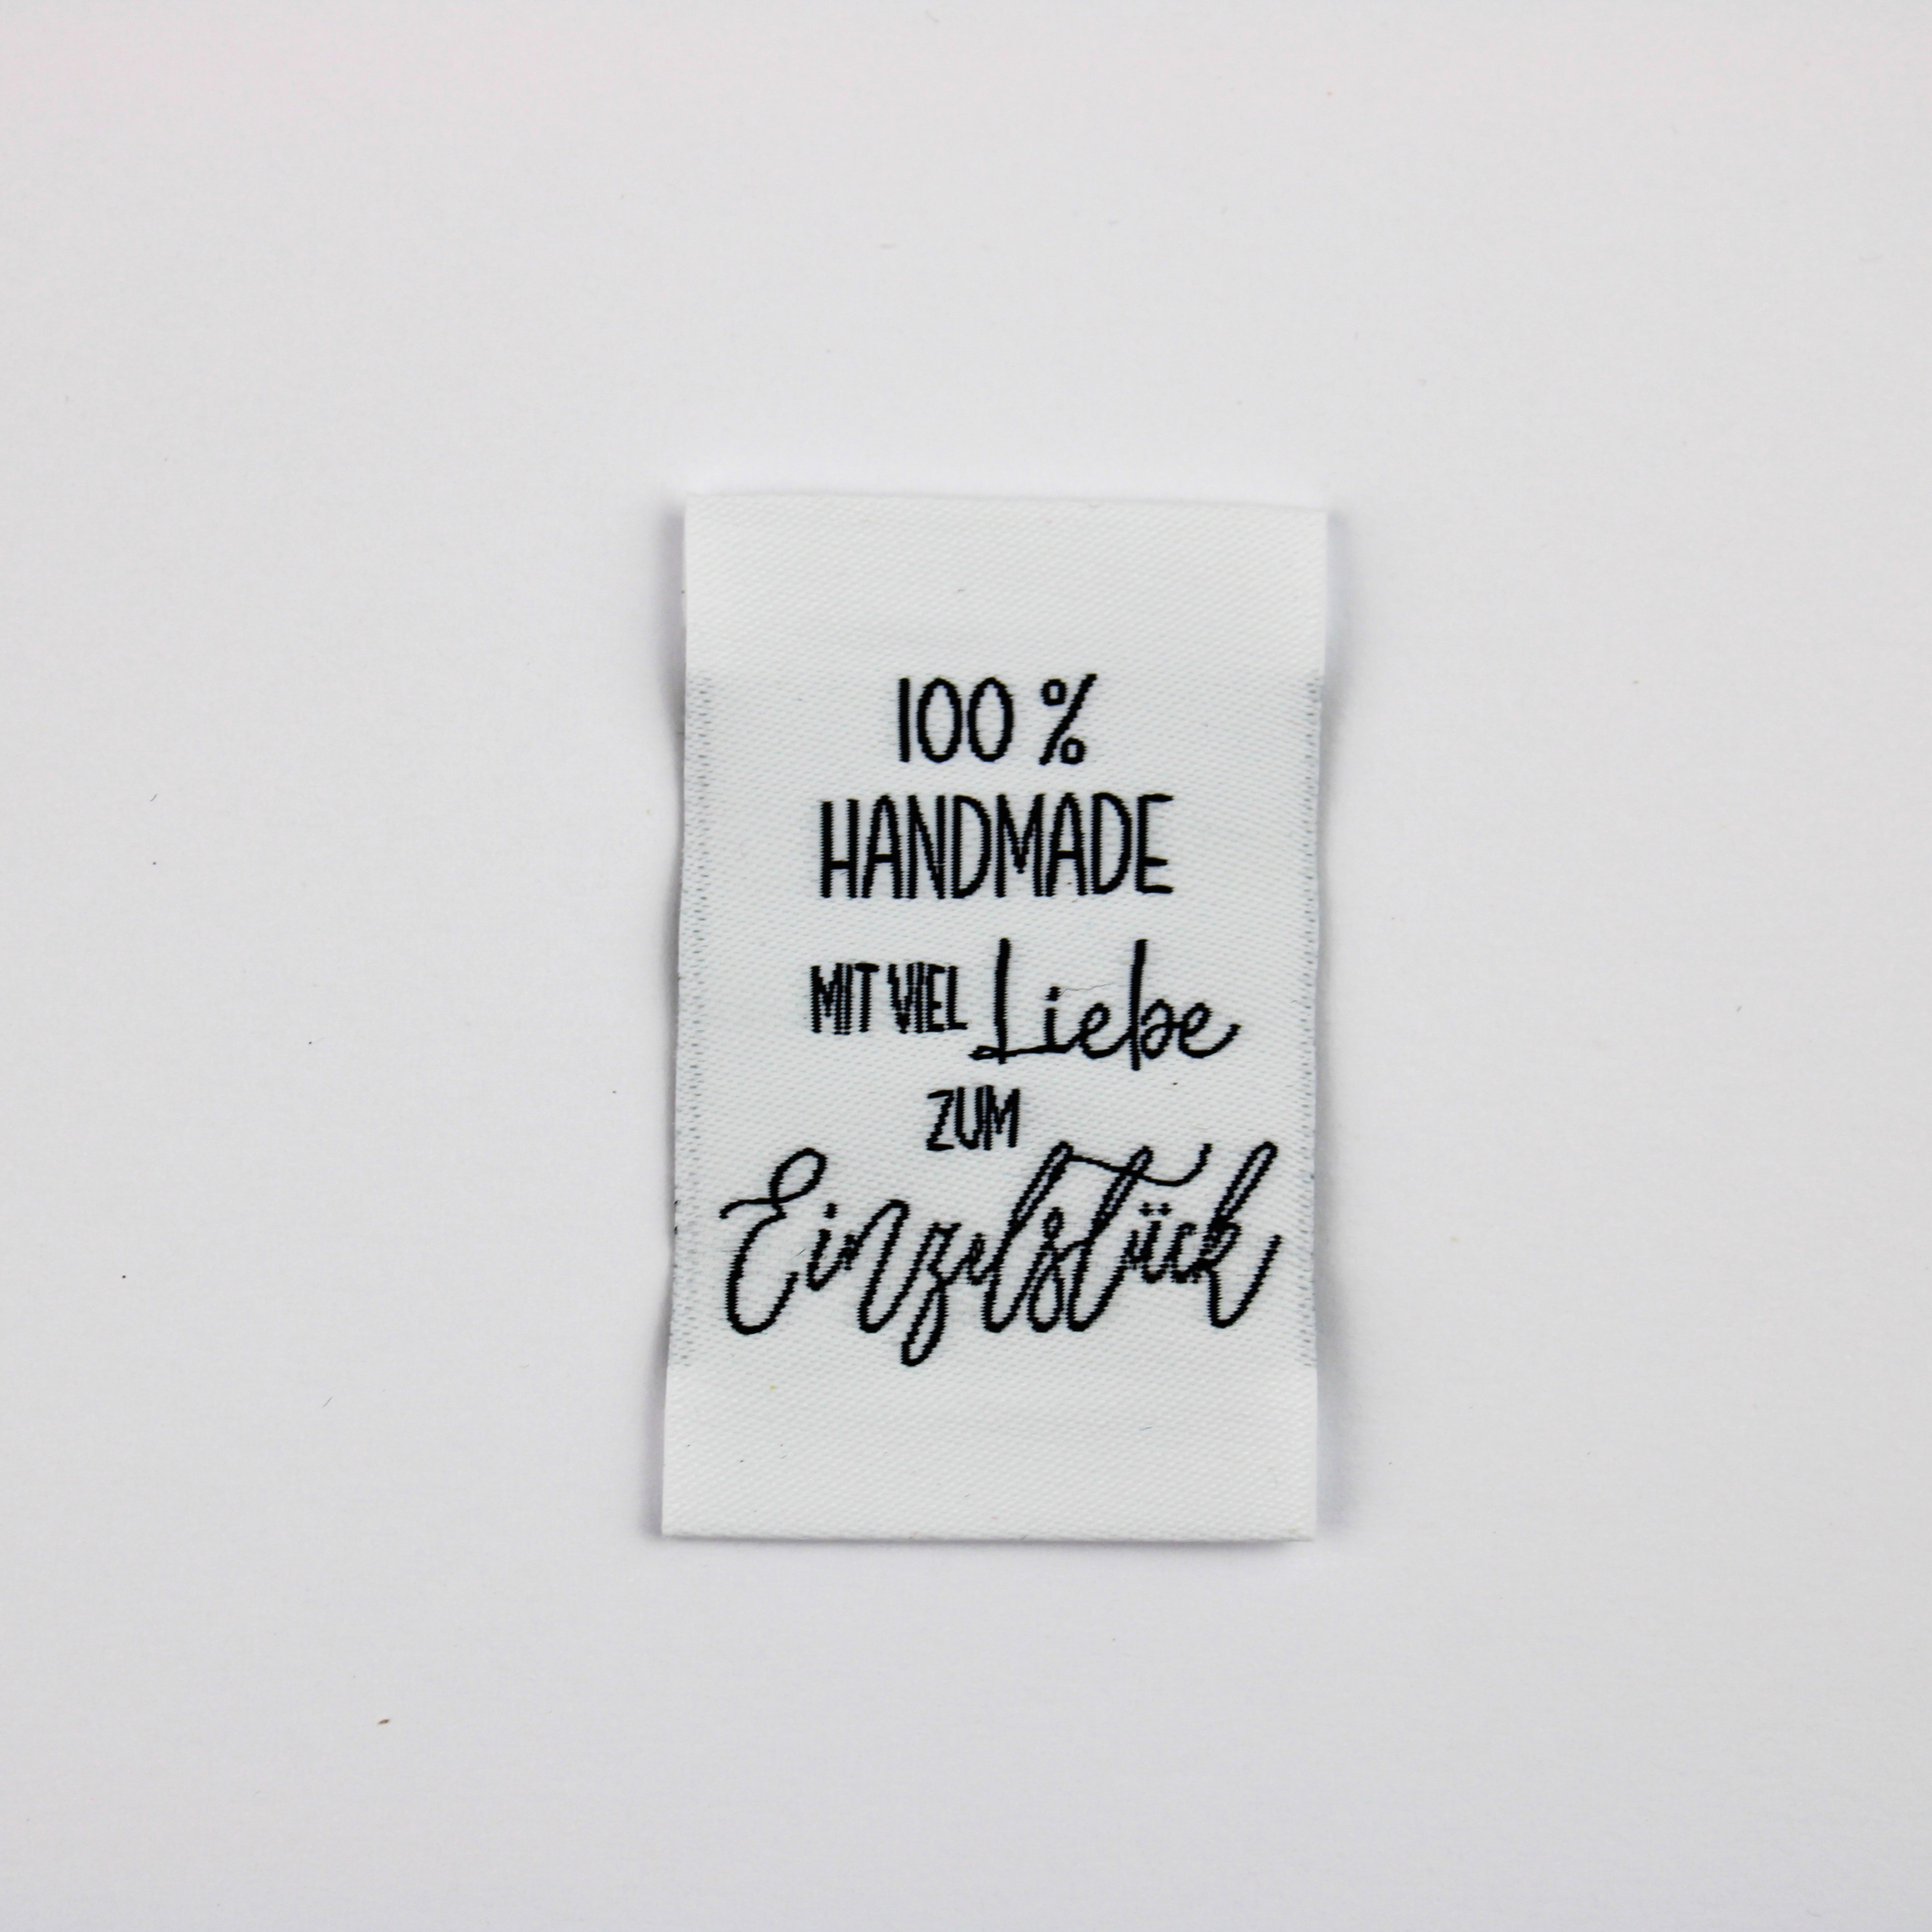 100 %
HANDMADE
MIT VIEL Liebe
ZUM
Einzelstück